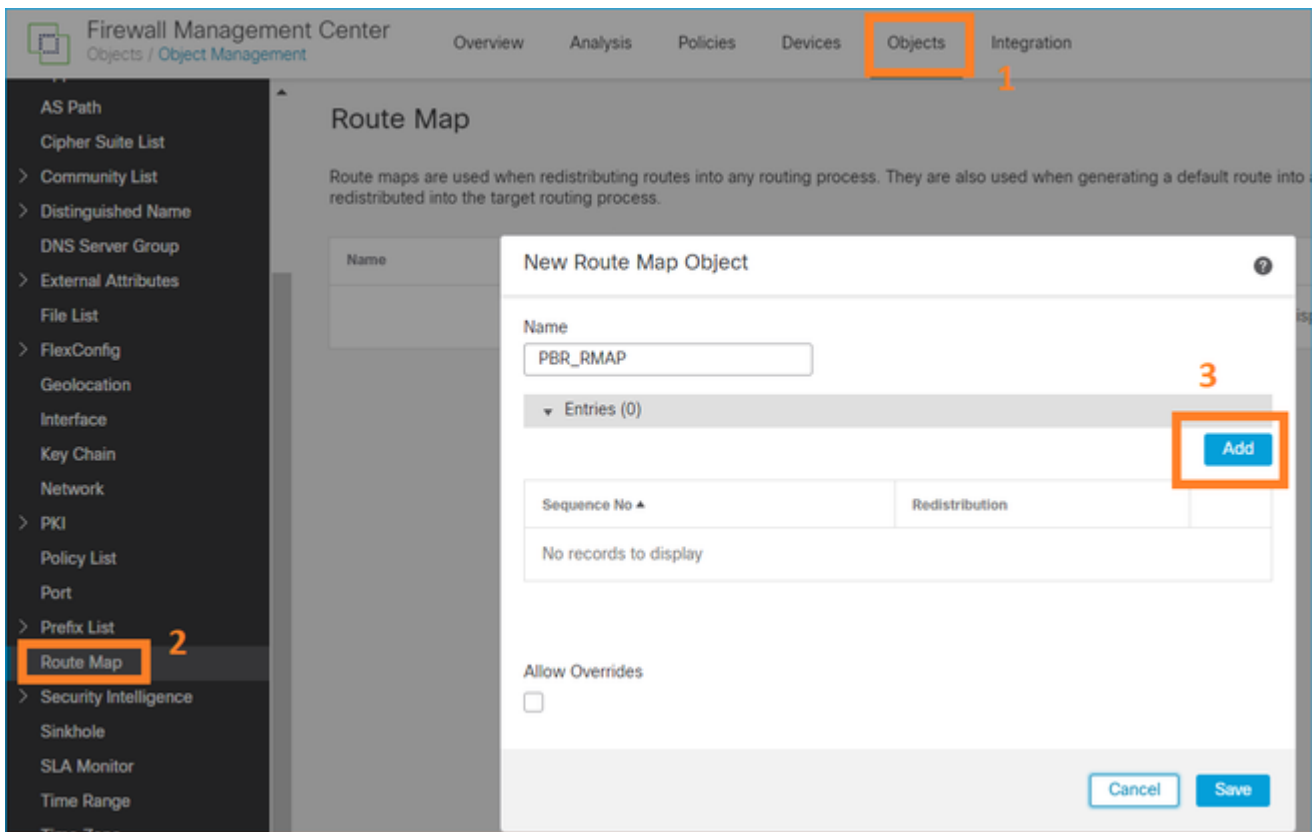 Firewall Management Center
Objects / Object Management
Overview Analysis Policies Devices Objects Integration
1
AS Path
Cipher Suite List
Community List
Distinguished Name
DNS Server Group
External Attributes
File List
FlexConfig
Geolocation
Interface
Key Chain
Network
PKI
Policy List
Port
Prefix List
2
Route Map
Security Intelligence
Sinkhole
SLA Monitor
Time Range
Route Map
Route maps are used when redistributing routes into any routing process. They are also used when generating a default route into
redistributed into the target routing process.
Name
New Route Map Object
Name
PBR_RMAP
3
Entries (0)
Add
Sequence No Redistribution
No records to display
Allow Overrides
Cancel Save